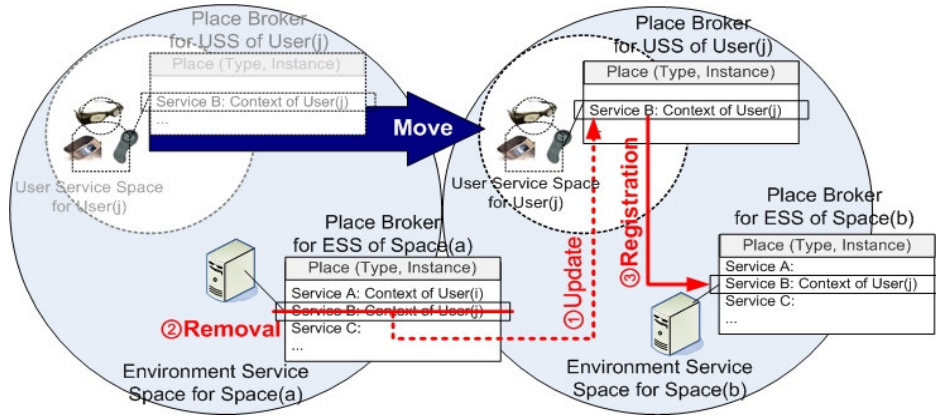 Place Broker
for USS of User(j)
Place (Type, Instance)
Service B: Context of User(j)
...
User Service Space
for User(j)
Move
Place Broker
for USS of User(j)
Place (Type, Instance)
Service B: Context of User(j)
...
User Service Space
for User(j)
Place Broker
for ESS of Space(a)
Place (Type, Instance)
Service A: Context of User(i)
Service B: Context of User(j)
Service C:
...
②Removal
Environment Service
Space for Space(a)
①Update
③Registration
Place Broker
for ESS of Space(b)
Place (Type, Instance)
Service A:
Service B: Context of User(j)
Service C:
...
Environment Service
Space for Space(b)